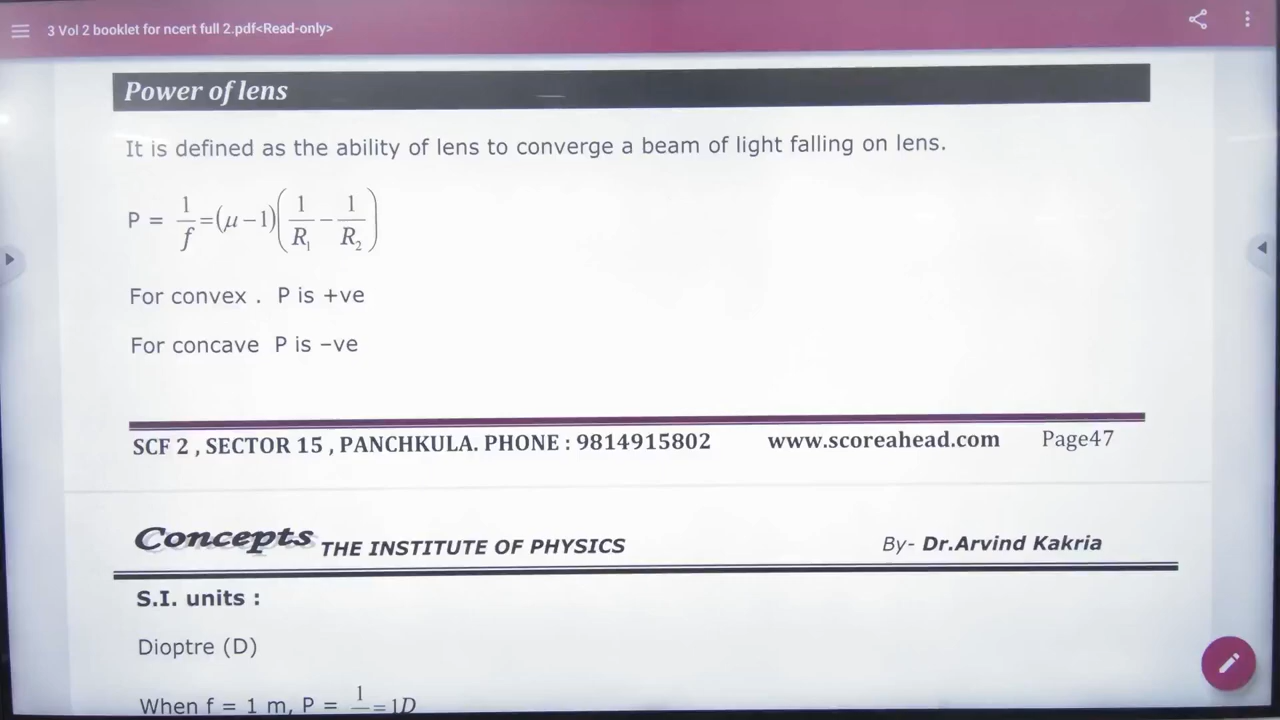 3 Vol 2 booklet for ncert full 2.pdf<Read-only>
Power of lens
It is defined as the ability of lens to converge a beam of light falling on lens.
P = 1/f =(μ−1)(1/R₁ − 1/R₂)
For convex . P is +ve
For concave P is −ve
SCF 2 , SECTOR 15 , PANCHKULA. PHONE : 9814915802 www.scoreahead.com Page47
Concepts THE INSTITUTE OF PHYSICS By- Dr.Arvind Kakria
S.I. units :
Dioptre (D)
When f = 1 m, P = 1/ =1D